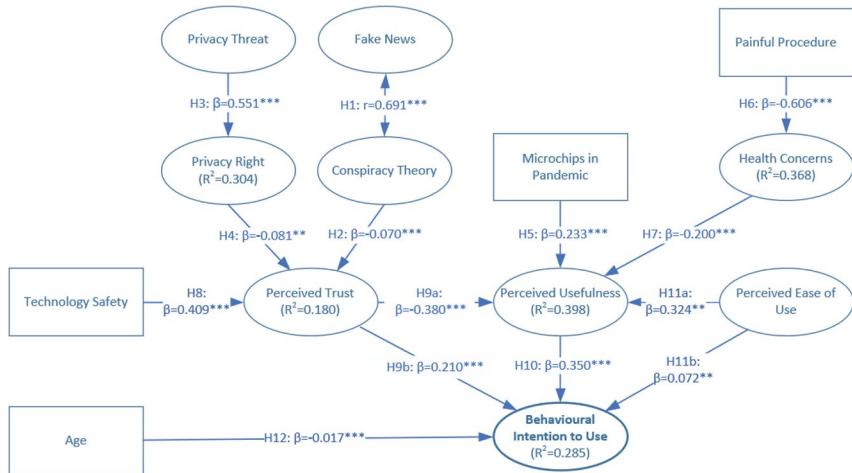 Privacy Threat
Fake News
Painful Procedure
H3: β=0.551***
H1: r=0.691***
H6: β=-0.606***
Privacy Right
(R²=0.304)
Conspiracy Theory
Microchips in
Pandemic
Health Concerns
(R²=0.368)
H4: β=-0.081**
H2: β=-0.070***
H5: β=0.233***
H7: β=-0.200***
Technology Safety
H8:
β=0.409***
Perceived Trust
(R²=0.180)
H9a:
β=-0.380***
Perceived Usefulness
(R²=0.398)
H11a:
β=0.324**
Perceived Ease of
Use
H9b: β=0.210***
H10: β=0.350***
H11b:
β=0.072**
Age
H12: β=-0.017***
Behavioural
Intention to Use
(R²=0.285)